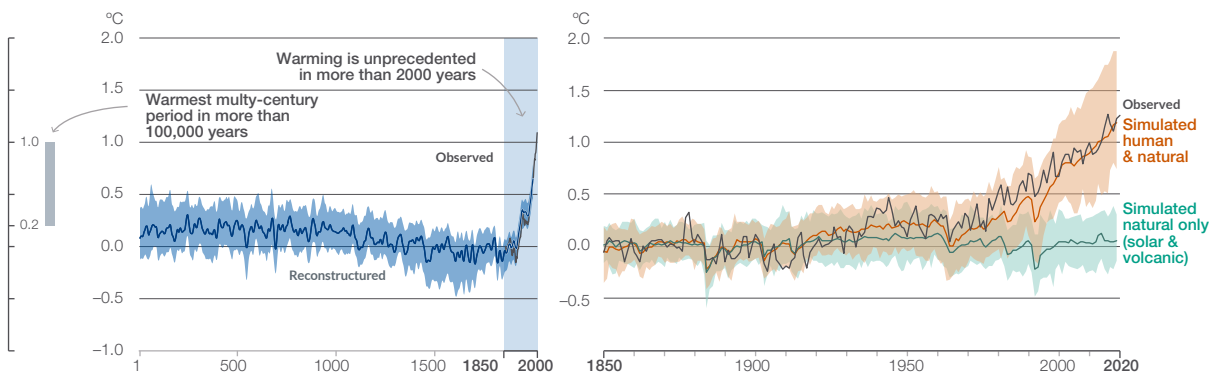 ºC
2.0
1.5
1.0
0.5
0.0
−0.5
−1.0
1.0
0.2
Warming is unprecedented
in more than 2000 years
Warmest multy-century
period in more than
100,000 years
Observed
Reconstructed
1
500
1000
1500
1850
2000
ºC
2.0
1.5
1.0
0.5
0.0
−0.5
Observed
Simulated
human
& natural
Simulated
natural only
(solar &
volcanic)
1850
1900
1950
2000
2020